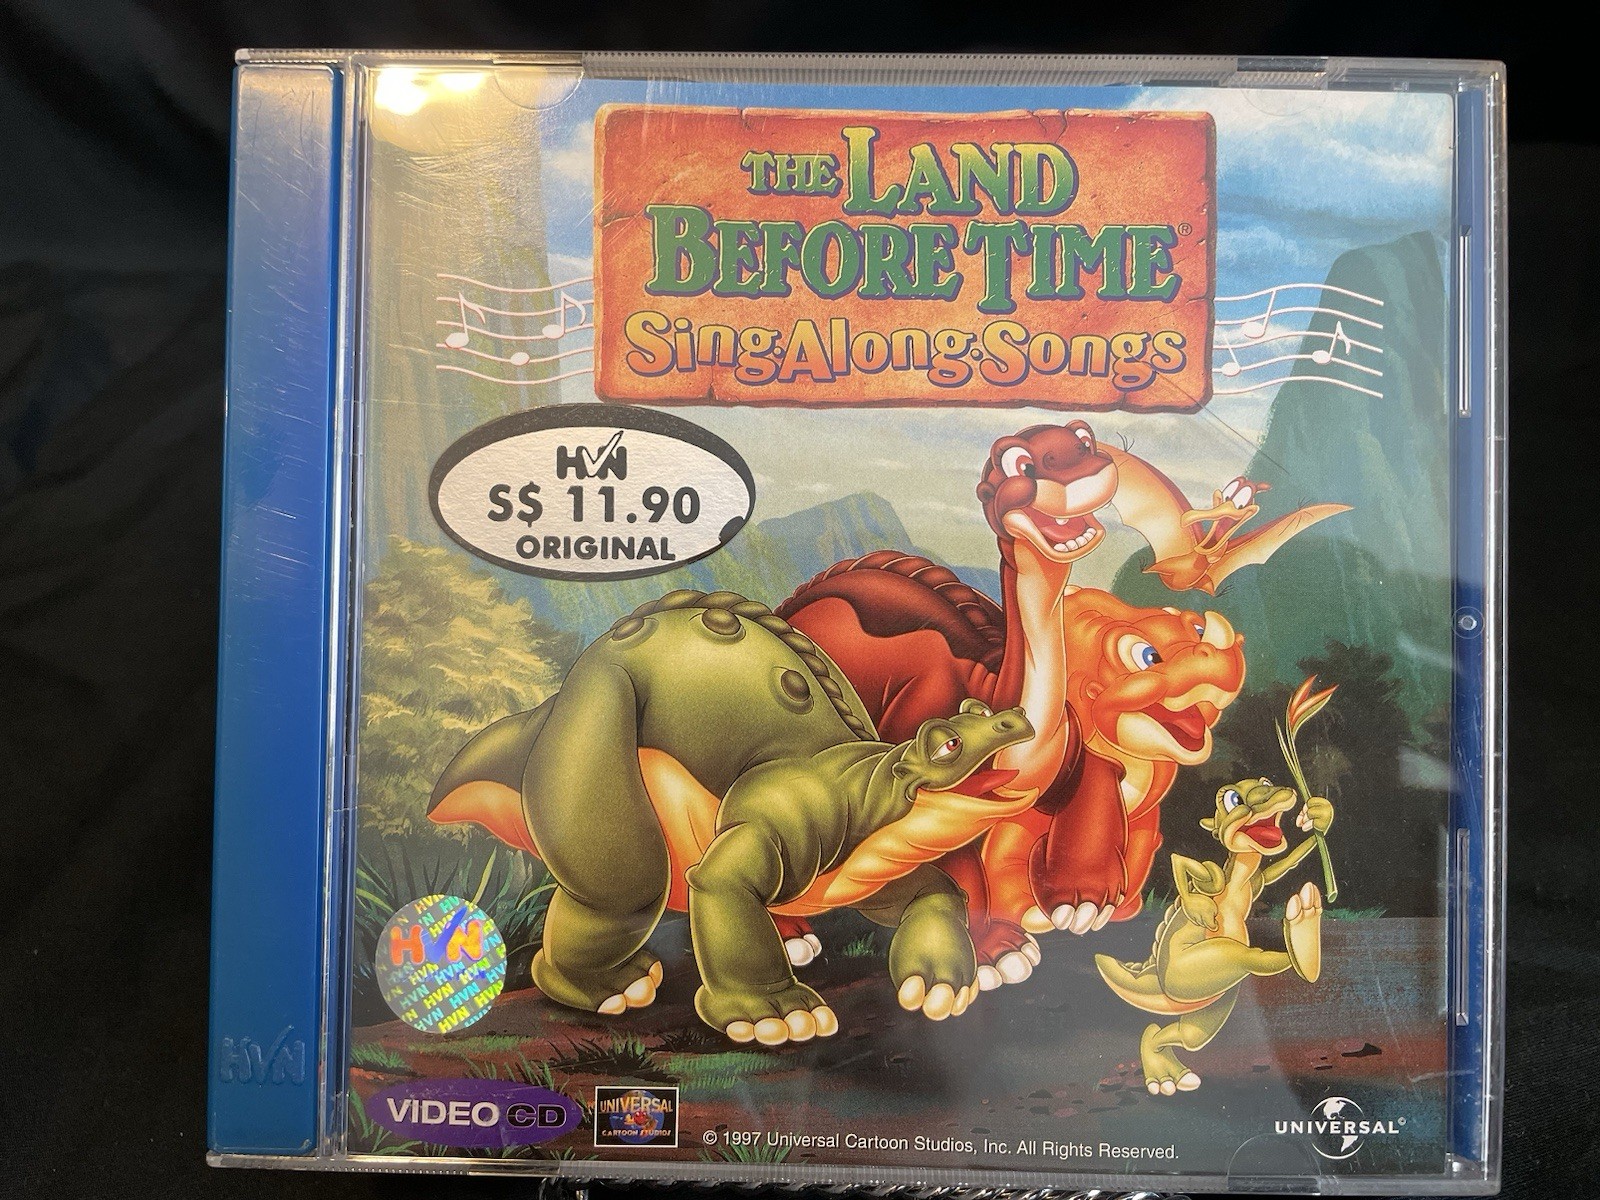 THE LAND
BEFORE TIME®
Sing·Along·Songs
HVN
S$ 11.90
ORIGINAL
HVN
HVN
VIDEO CD
UNIVERSAL
CARTOON STUDIOS
© 1997 Universal Cartoon Studios, Inc. All Rights Reserved.
UNIVERSAL©